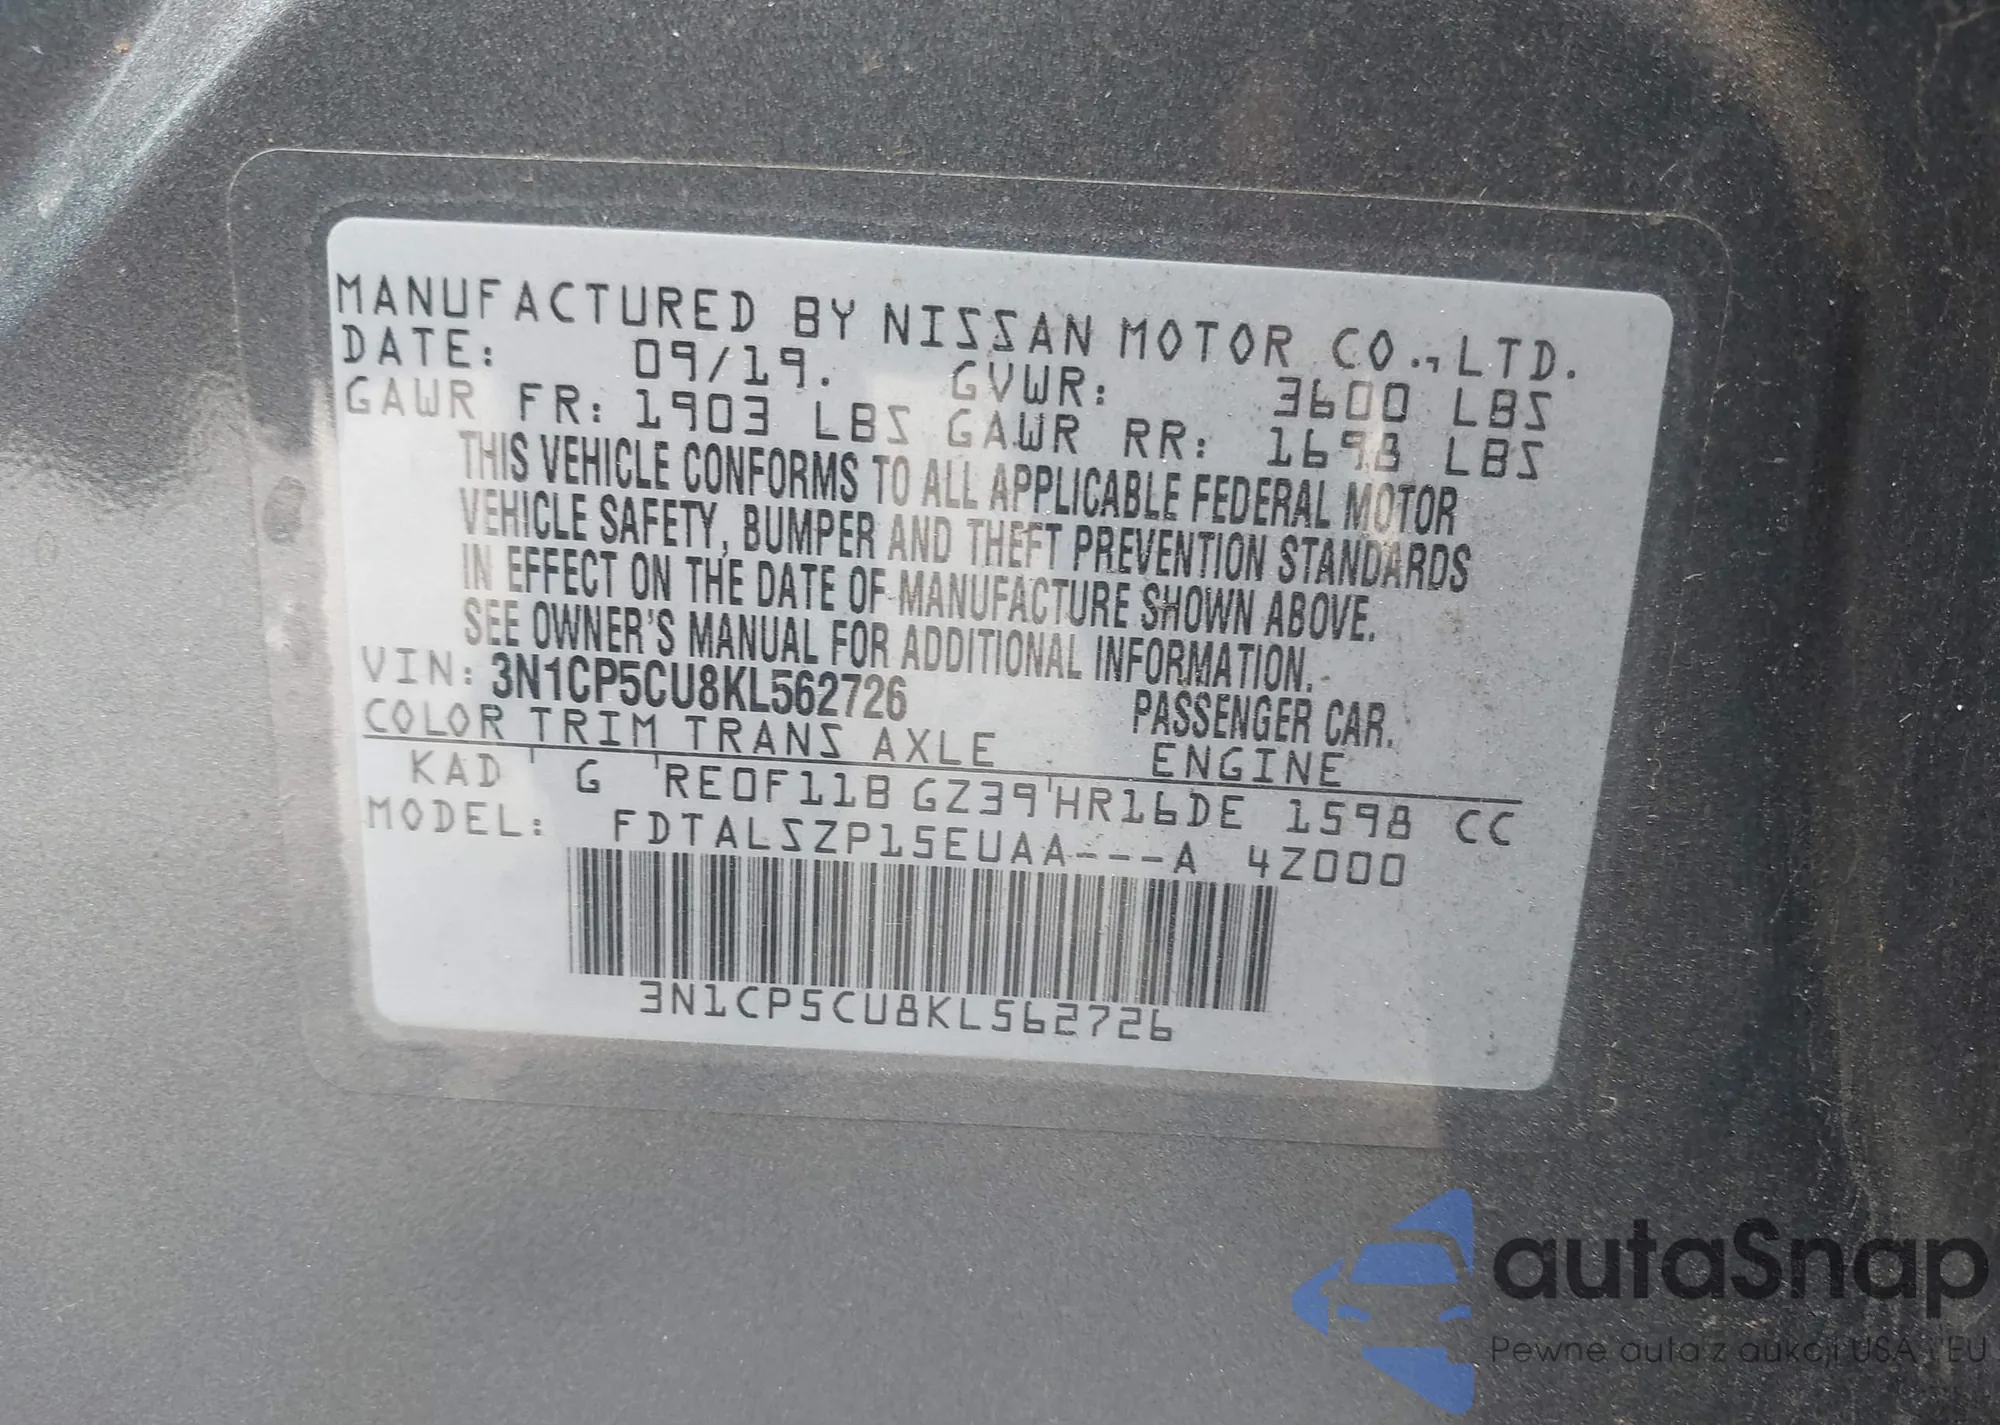 MANUFACTURED BY NISSAN MOTOR CO.,LTD.
DATE: 09/19. GVWR: 3600 LBS
GAWR FR: 1903 LBS GAWR RR: 1698 LBS
THIS VEHICLE CONFORMS TO ALL APPLICABLE FEDERAL MOTOR
VEHICLE SAFETY, BUMPER AND THEFT PREVENTION STANDARDS
IN EFFECT ON THE DATE OF MANUFACTURE SHOWN ABOVE.
SEE OWNER'S MANUAL FOR ADDITIONAL INFORMATION.
VIN: 3N1CP5CU8KL562726 PASSENGER CAR.
COLOR TRIM TRANS AXLE ENGINE
KAD ' G 'RE0F11B GZ39'HR16DE 1598 CC
MODEL: FDTALSZP15EUAA---A 4Z000
3N1CP5CU8KL562726
autaSnap
Pewne auta z aukcji USA i EU